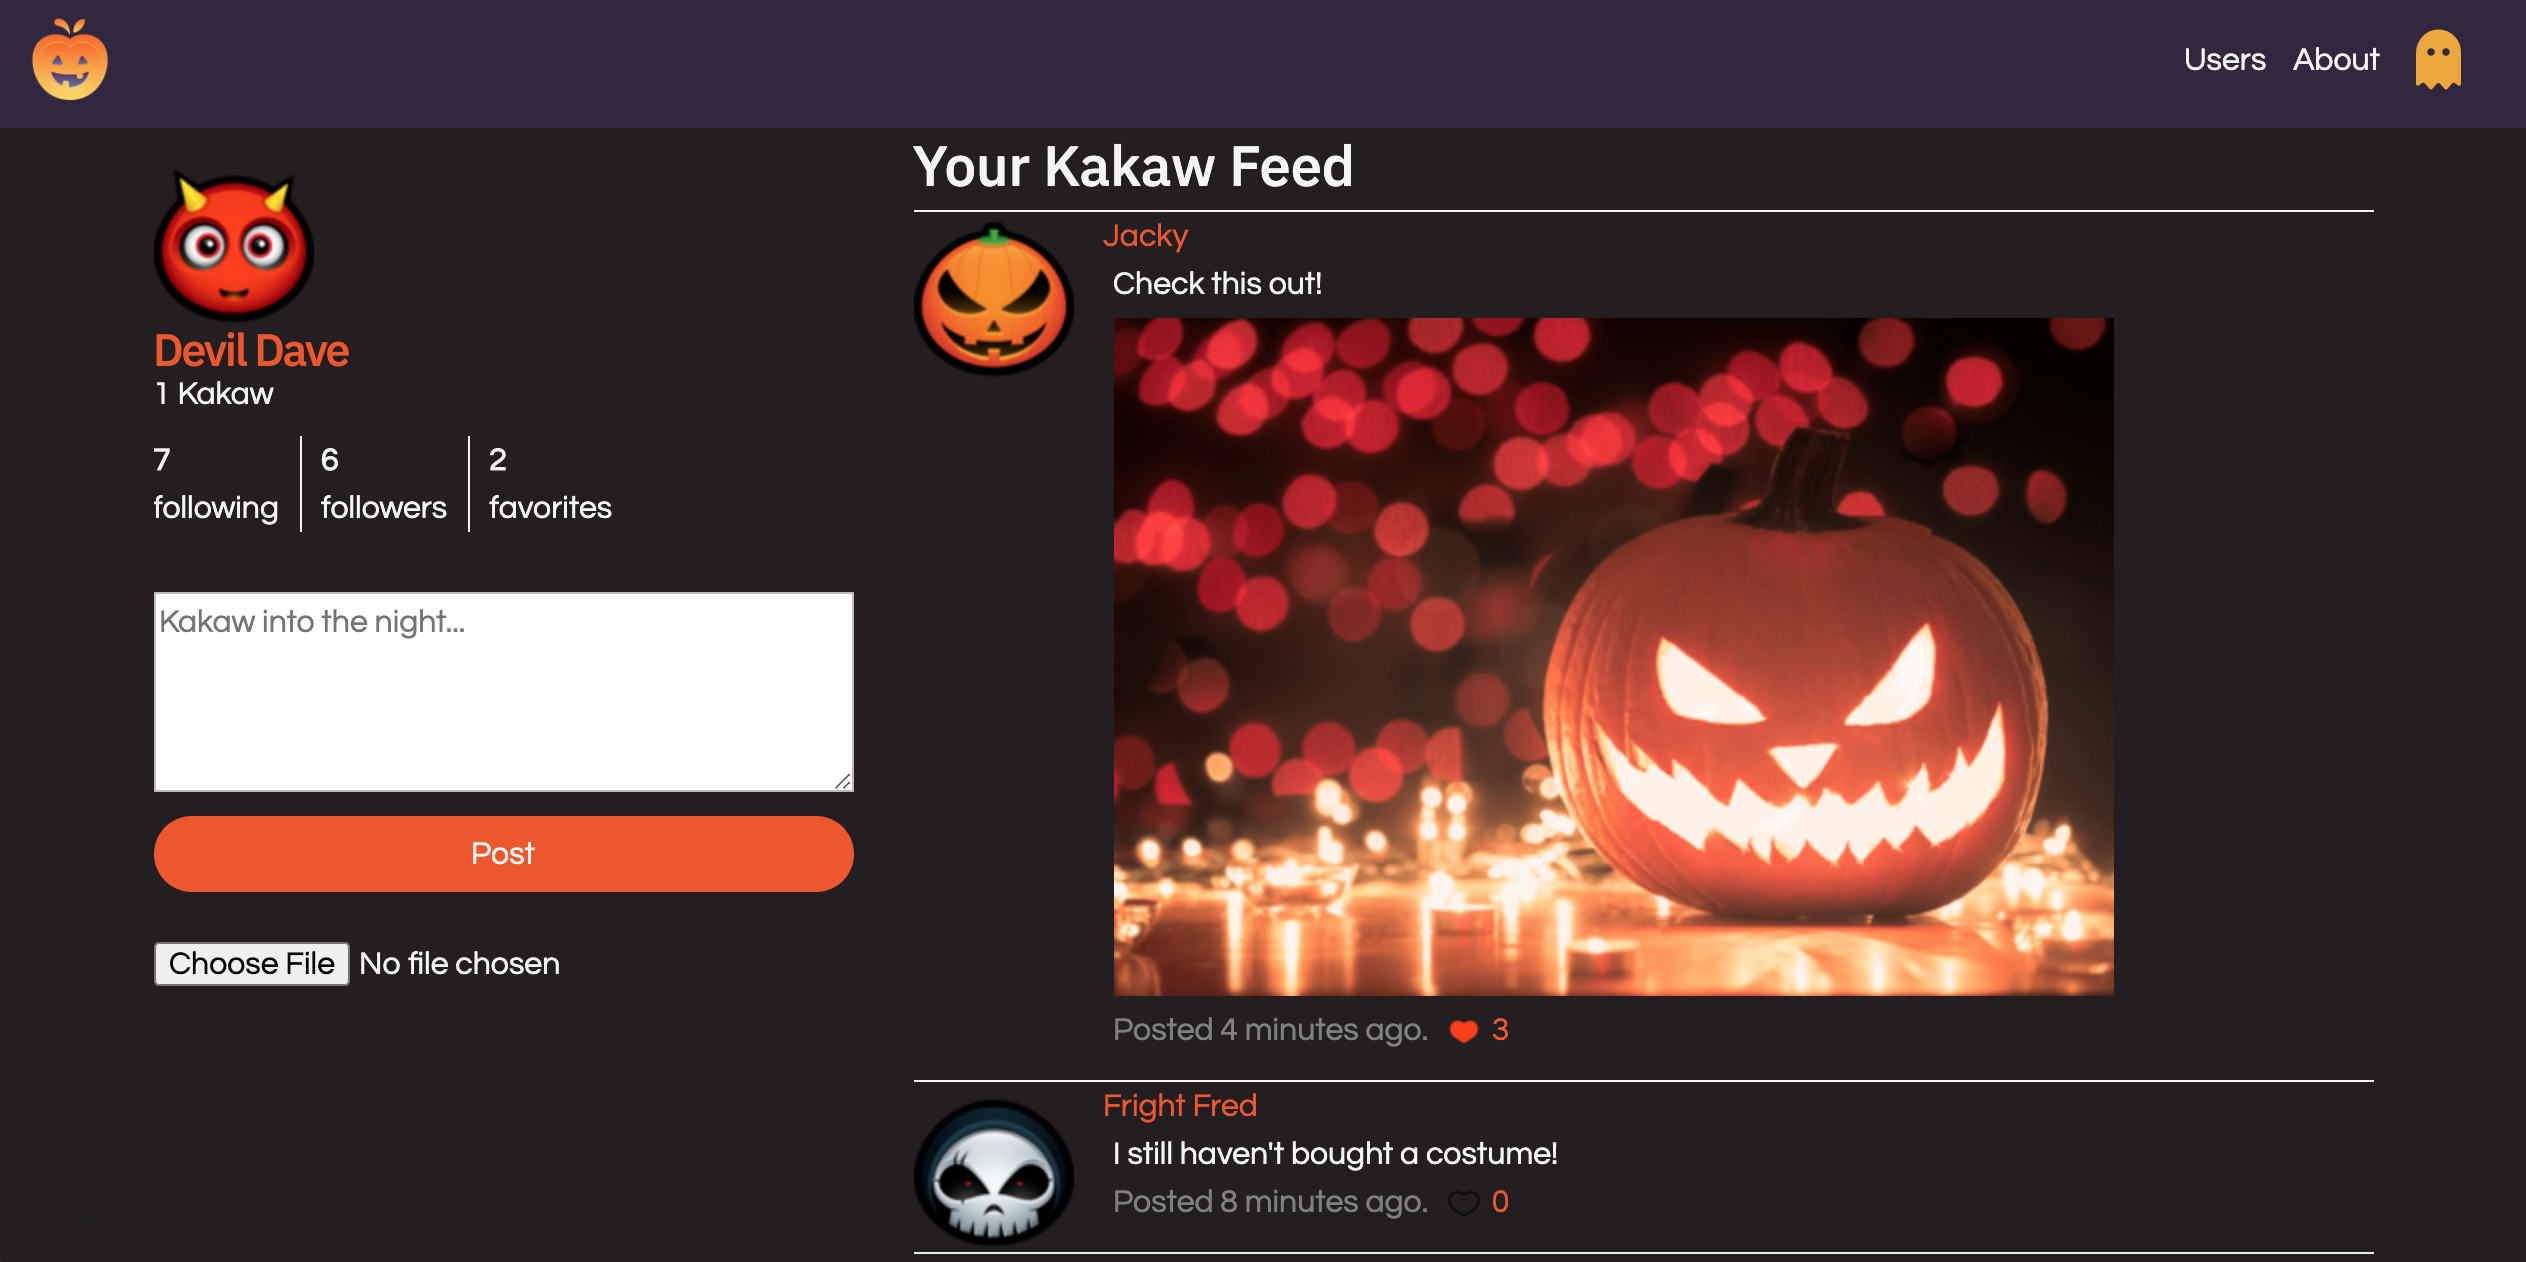 Users About
Devil Dave
1 Kakaw
7
following
6
followers
2
favorites
Kakaw into the night...
Post
Choose File No file chosen
Your Kakaw Feed
Jacky
Check this out!
Posted 4 minutes ago. 3
Fright Fred
I still haven't bought a costume!
Posted 8 minutes ago. 0